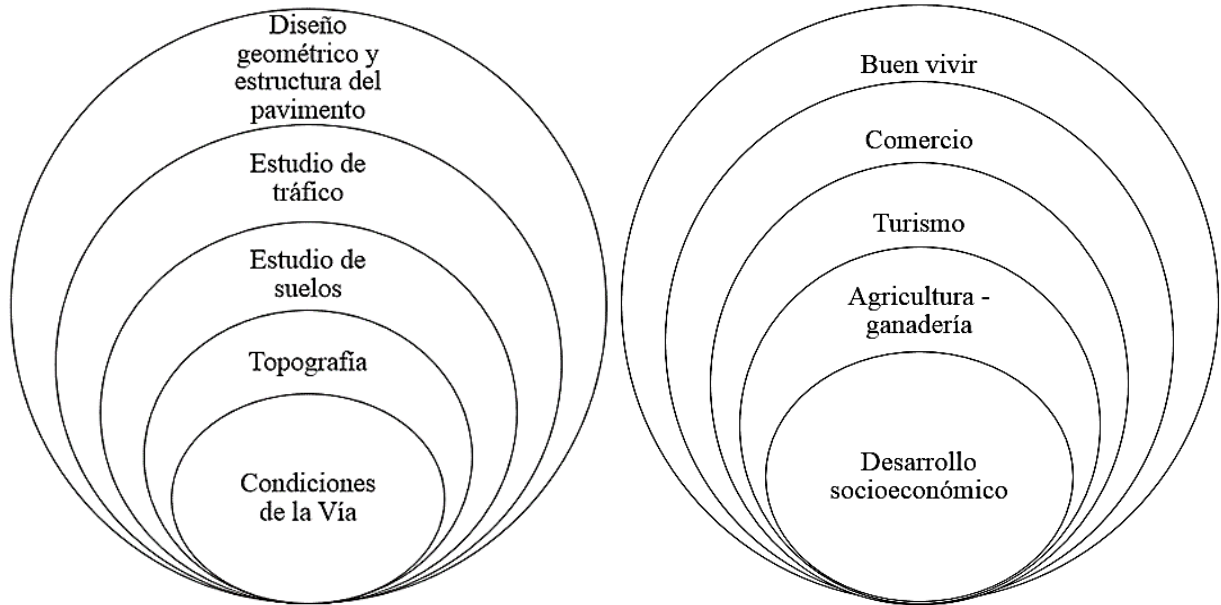 Diseño
geométrico y
estructura del
pavimento
Estudio de
tráfico
Estudio de
suelos
Topografía
Condiciones
de la Vía
Buen vivir
Comercio
Turismo
Agricultura -
ganadería
Desarrollo
socioeconómico